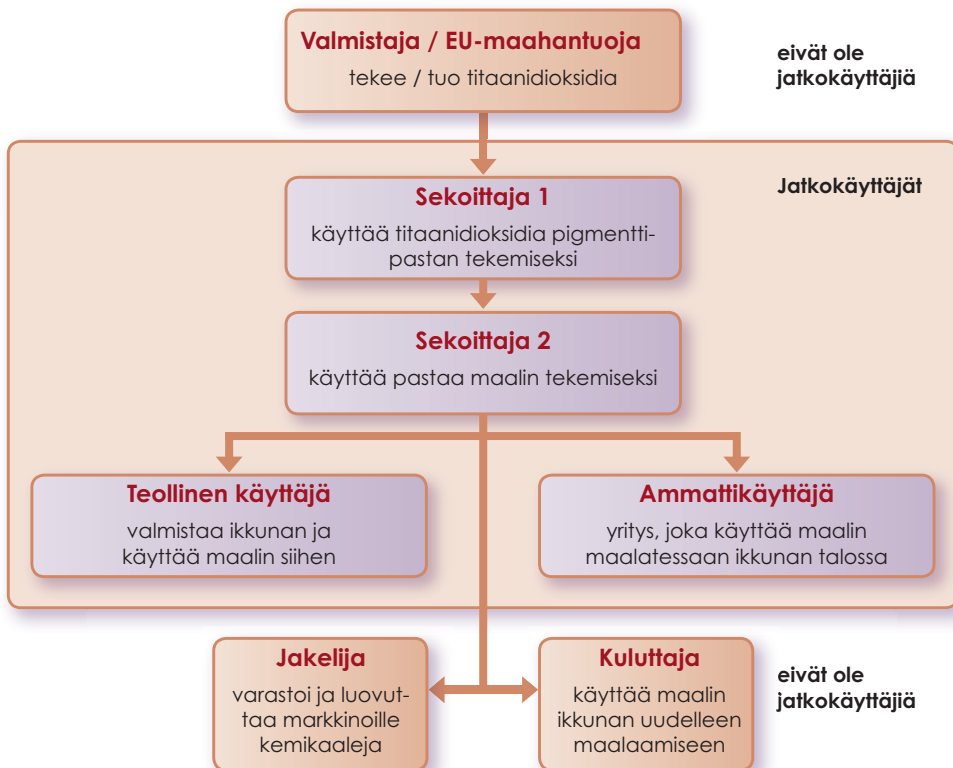 Valmistaja / EU-maahantuoja
tekee / tuo titaanidioksidia
eivät ole
jatkokäyttäjiä
Jatkokäyttäjät
Sekoittaja 1
käyttää titaanidioksidia pigmentti-
pastan tekemiseksi
Sekoittaja 2
käyttää pastaa maalin tekemiseksi
Teollinen käyttäjä
valmistaa ikkunan ja
käyttää maalin siihen
Ammattikäyttäjä
yritys, joka käyttää maalin
maalatessaan ikkunan talossa
Jakelija
varastoi ja luovut-
taa markkinoille
kemikaaleja
Kuluttaja
käyttää maalin
ikkunan uudelleen
maalaamiseen
eivät ole
jatkokäyttäjiä